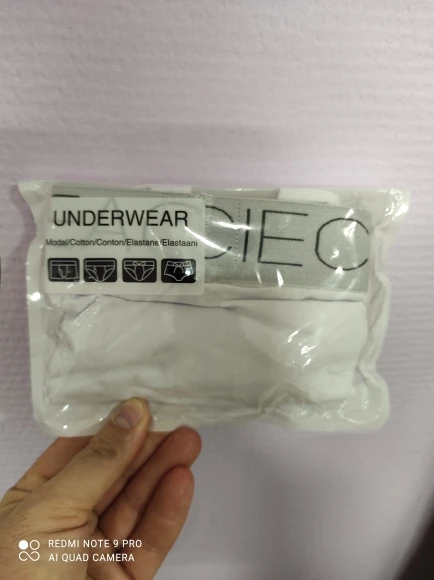 UNDERWEAR
Modal/Cotton/Conton/Elastane/Elastaani
REDMI NOTE 9 PRO
AI QUAD CAMERA